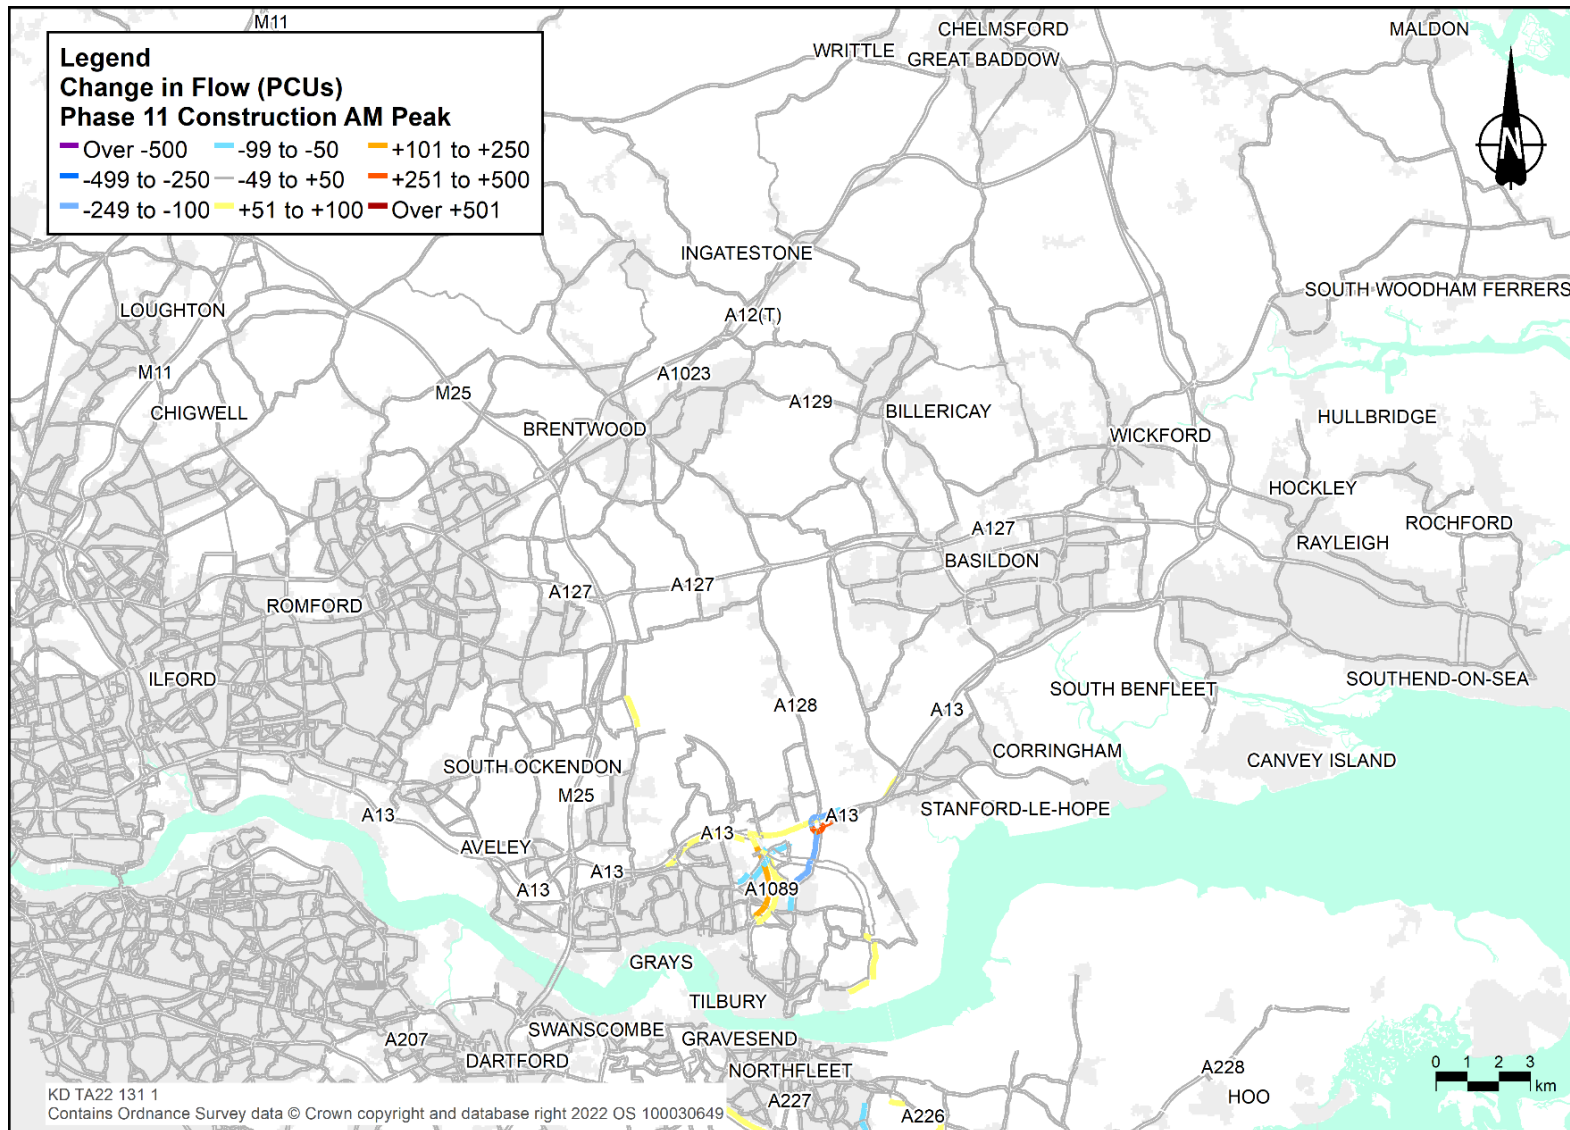 M11
CHELMSFORD
MALDON
WRITTLE
GREAT BADDOW
Legend
Change in Flow (PCUs)
Phase 11 Construction AM Peak
Over -500
-99 to -50
+101 to +250
-499 to -250
-49 to +50
+251 to +500
-249 to -100
+51 to +100
Over +501
N
INGATESTONE
SOUTH WOODHAM FERRERS
LOUGHTON
A12(T)
M11
A1023
M25
A129
CHIGWELL
BILLERICAY
HULLBRIDGE
BRENTWOOD
WICKFORD
HOCKLEY
ROCHFORD
A127
RAYLEIGH
BASILDON
A127
A127
ROMFORD
ILFORD
SOUTH BENFLEET
SOUTHEND-ON-SEA
A128
A13
CORRINGHAM
CANVEY ISLAND
SOUTH OCKENDON
M25
STANFORD-LE-HOPE
A13
A13
A13
AVELEY
A13
A13
A1089
GRAYS
TILBURY
SWANSCOMBE
GRAVESEND
A207
DARTFORD
NORTHFLEET
A228
HOO
A227
A226
0 1 2 3
km
KD TA22 131 1
Contains Ordnance Survey data © Crown copyright and database right 2022 OS 100030649